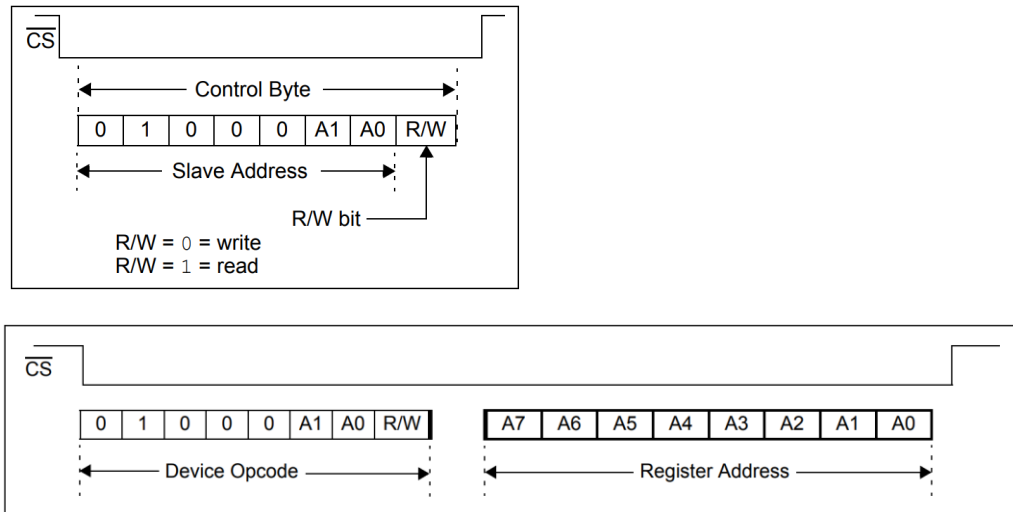 CS
Control Byte
0 1 0 0 0 A1 A0 R/W
Slave Address
R/W bit
R/W = 0 = write
R/W = 1 = read
CS
0 1 0 0 0 A1 A0 R/W A7 A6 A5 A4 A3 A2 A1 A0
Device Opcode Register Address